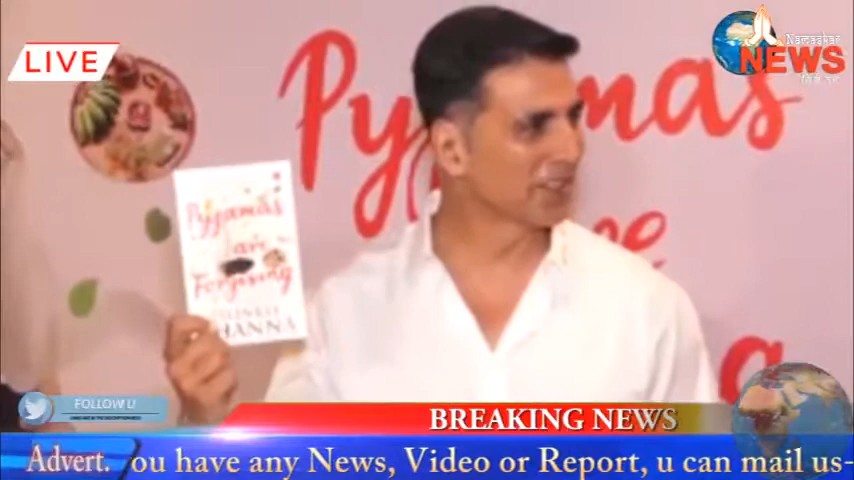 LIVE
Namaskar
NEWS
Pyjamas
Pyjamas
are
Forgiving
FOLLOW U
BREAKING NEWS
Advert.
ou have any News, Video or Report, u can mail us-